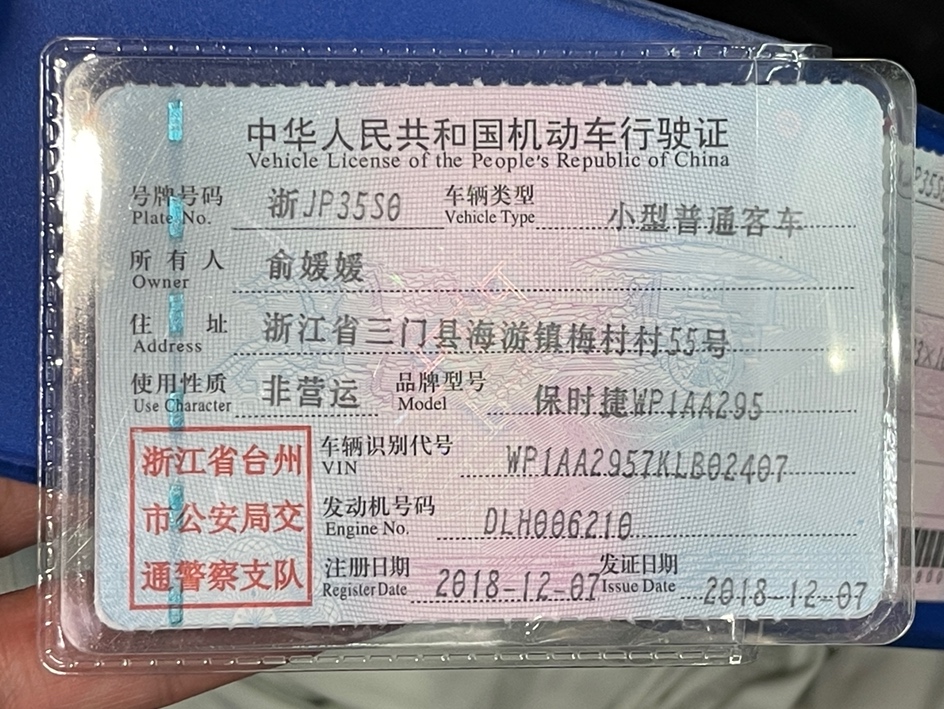 中华人民共和国机动车行驶证
Vehicle License of the People's Republic of China
号牌号码 浙JP35S0 车辆类型 小型普通客车
Plate No. Vehicle Type
所有人 俞媛媛
Owner
住址 浙江省三门县海游镇梅村村55号
Address
使用性质 非营运 品牌型号 保时捷WP1AA295
Use Character Model
浙江省台州
市公安局交
通警察支队
车辆识别代号 WP1AA2957KLB02407
VIN
发动机号码 DLH006210
Engine No.
注册日期 2018-12-07 发证日期 2018-12-07
Register Date Issue Date